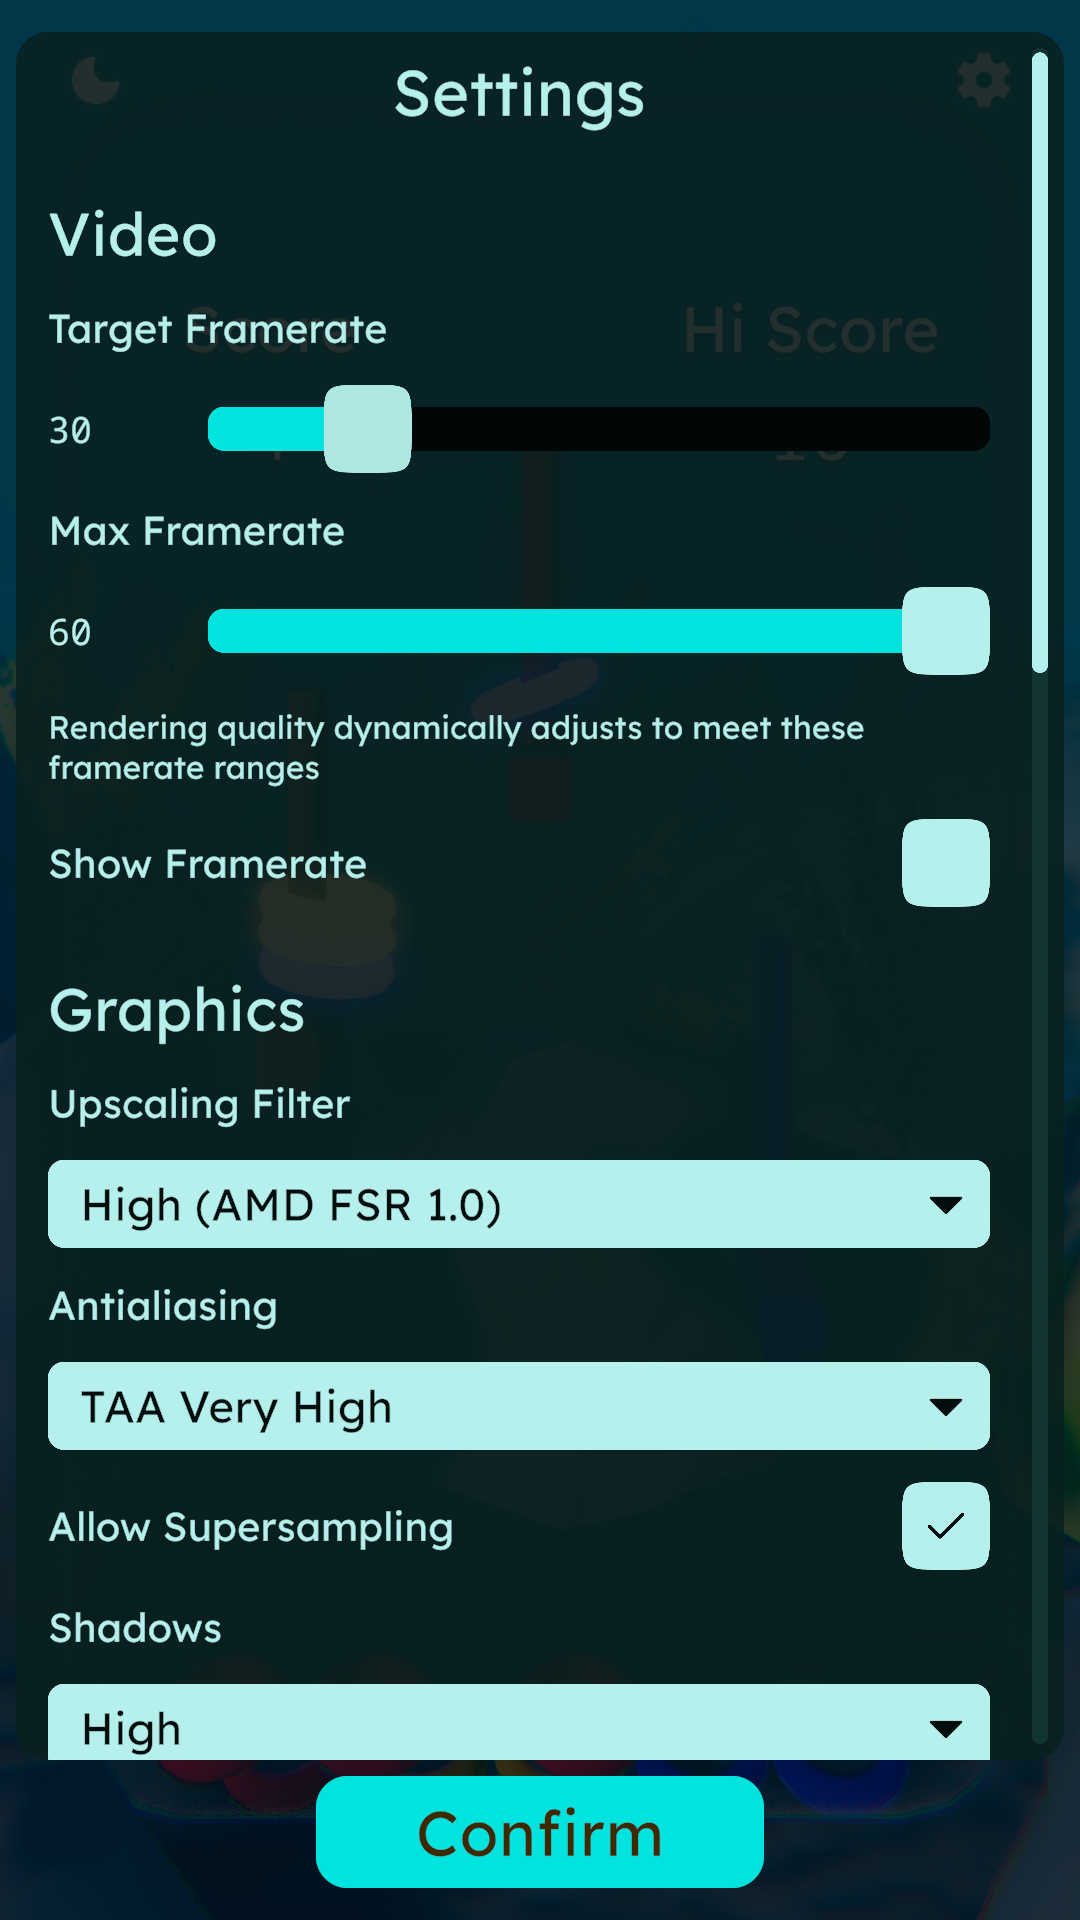 Settings
Video
Score
Hi Score
Target Framerate
30
Max Framerate
60
Rendering quality dynamically adjusts to meet these
framerate ranges
Show Framerate
Graphics
Upscaling Filter
High (AMD FSR 1.0)
Antialiasing
TAA Very High
Allow Supersampling
Shadows
High
Confirm